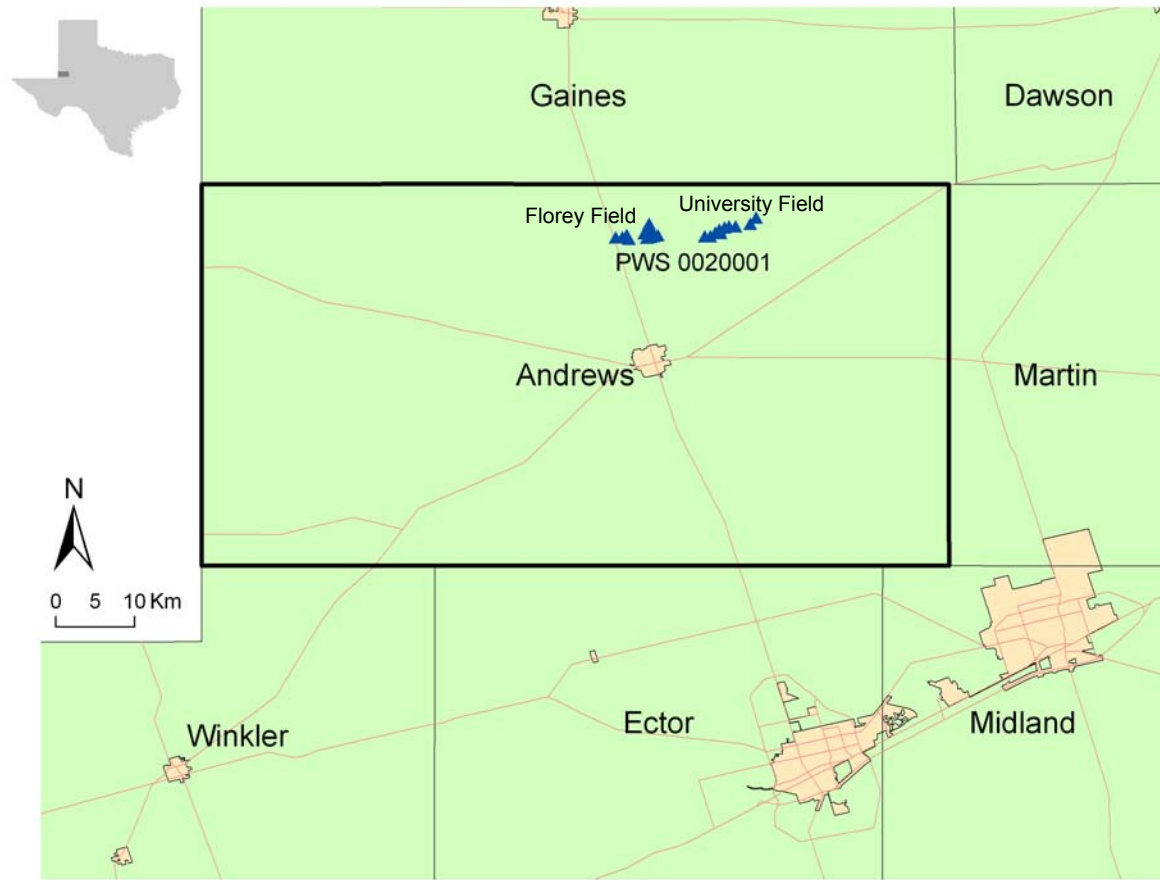 Gaines
Dawson
Florey Field
University Field
PWS 0020001
Andrews
Martin
N
0 5 10 Km
Winkler
Ector
Midland